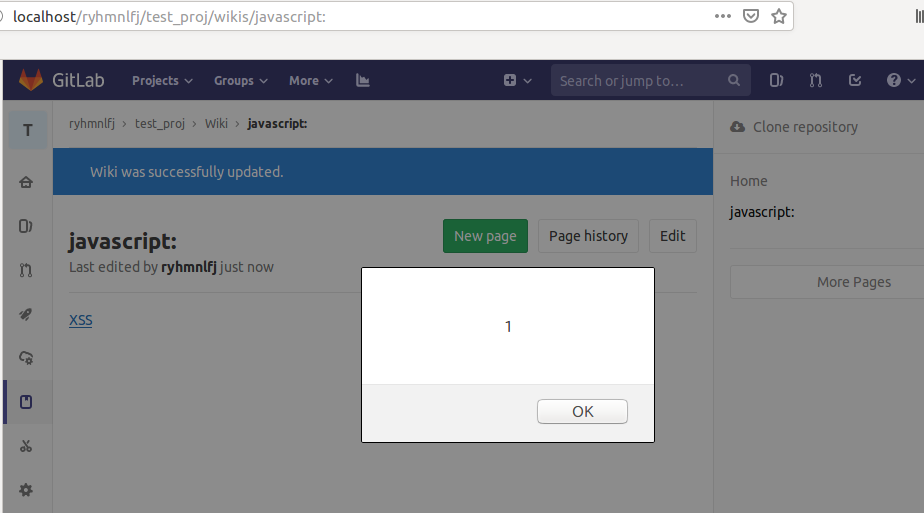 localhost/ryhmnlfj/test_proj/wikis/javascript:
GitLab Projects Groups More Search or jump to...
T
ryhmnlfj > test_proj > Wiki > javascript:
Clone repository
Wiki was successfully updated.
Home
javascript:
javascript:
New page Page history Edit
Last edited by ryhmnlfj just now
More Pages
XSS
1
OK